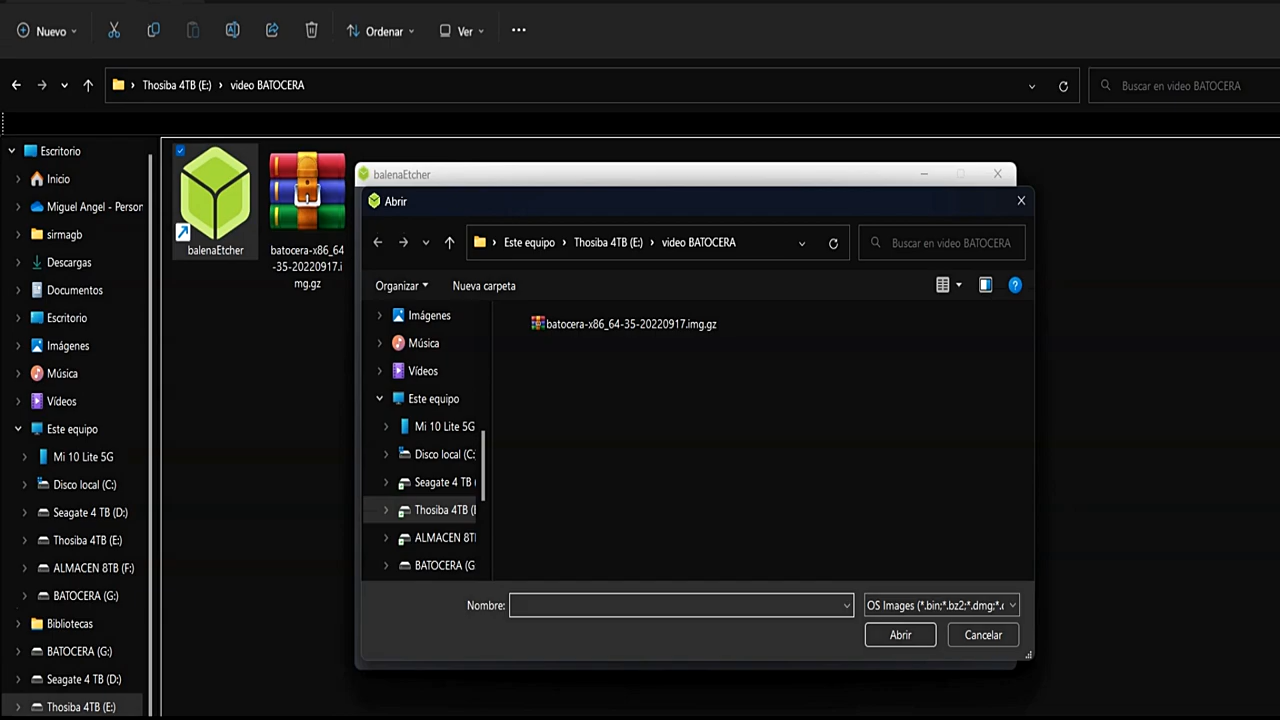 Nuevo
Ordenar
Ver
Thosiba 4TB (E:) › video BATOCERA
Buscar en video BATOCERA
Escritorio
Inicio
Miguel Angel - Person
sirmagb
Descargas
Documentos
Escritorio
Imágenes
Música
Vídeos
Este equipo
Mi 10 Lite 5G
Disco local (C:)
Seagate 4 TB (D:)
Thosiba 4TB (E:)
ALMACEN 8TB (F:)
BATOCERA (G:)
Bibliotecas
BATOCERA (G:)
Seagate 4 TB (D:)
Thosiba 4TB (E:)
balenaEtcher
batocera-x86_64
-35-20220917.i
mg.gz
balenaEtcher
Abrir
Este equipo › Thosiba 4TB (E:) › video BATOCERA
Buscar en video BATOCERA
Organizar
Nueva carpeta
Imágenes
Música
Vídeos
Este equipo
Mi 10 Lite 5G
Disco local (C:
Seagate 4 TB (
Thosiba 4TB (E
ALMACEN 8TB
BATOCERA (G
batocera-x86_64-35-20220917.img.gz
Nombre:
OS Images (*.bin;*.bz2;*.dmg;*.c
Abrir
Cancelar